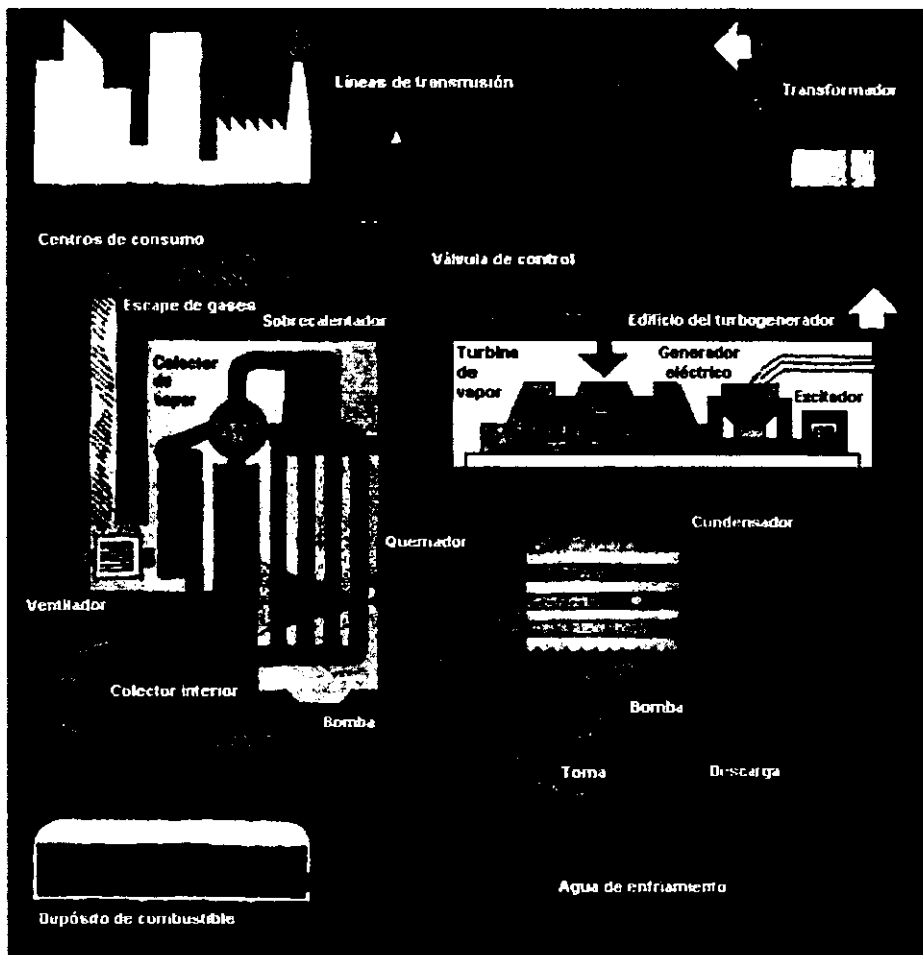 Líneas de transmisión
Transformador
Centros de consumo
Válvula de control
Escape de gases
Sobrecalentador
Edificio del turbogenerador
Colector
de
vapor
Turbina
de
vapor
Generador
eléctrico
Excitador
Condensador
Quemador
Ventilador
Colector interior
Bomba
Bomba
Toma
Descarga
Agua de enfriamiento
Depósito de combustible